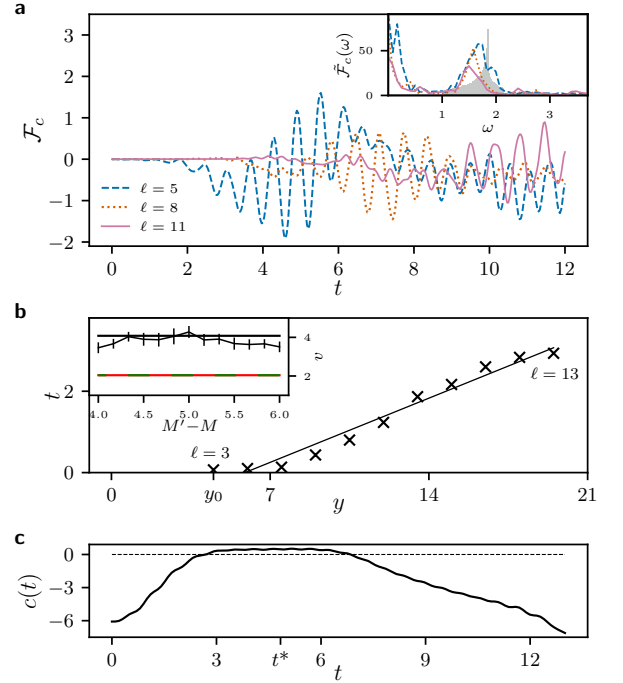 a
3
2
1
0
−1
−2
𝓕c
ℓ = 5
ℓ = 8
ℓ = 11
0 2 4 6 8 10 12
t
50
0
𝓕̃c(ω)
1 2 3
ω
b
2
0
t
4
2
v
4.0 4.5 5.0 5.5 6.0
M′−M
ℓ = 3
ℓ = 13
0 y₀ 7 14 21
y
c
0
−3
−6
c(t)
0 3 t* 6 9 12
t